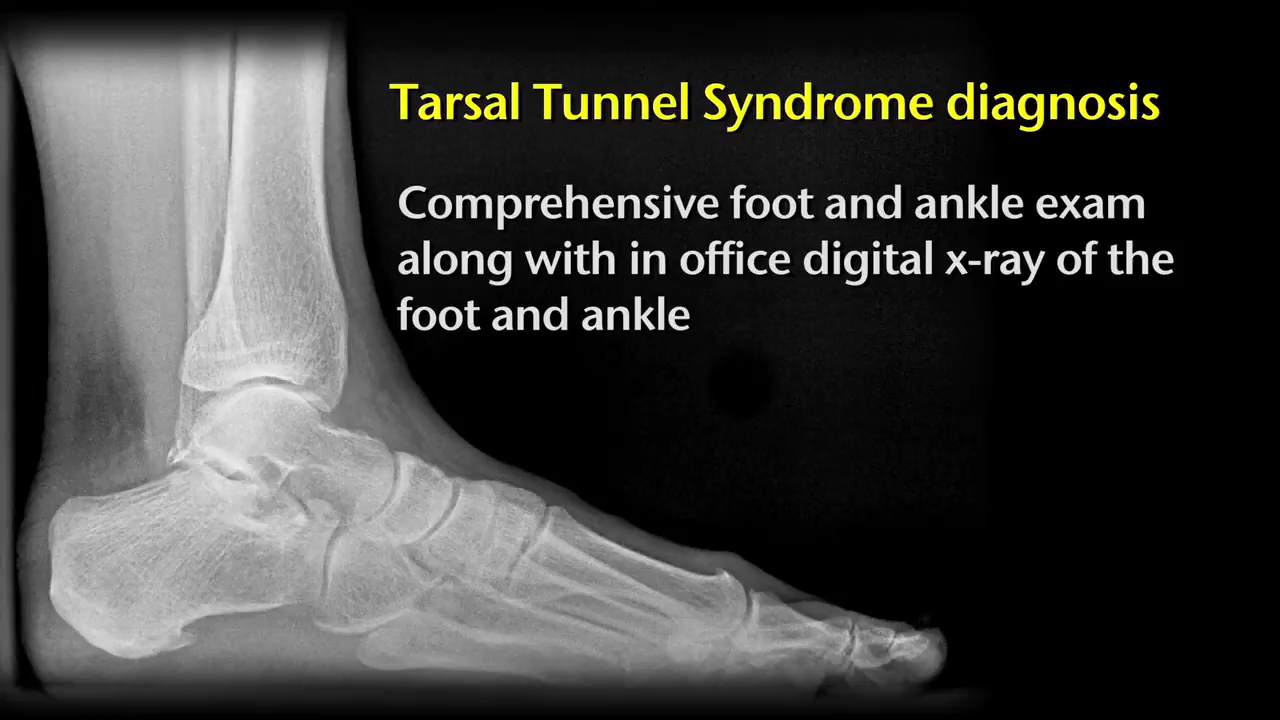 Tarsal Tunnel Syndrome diagnosis
Comprehensive foot and ankle exam
along with in office digital x-ray of the
foot and ankle